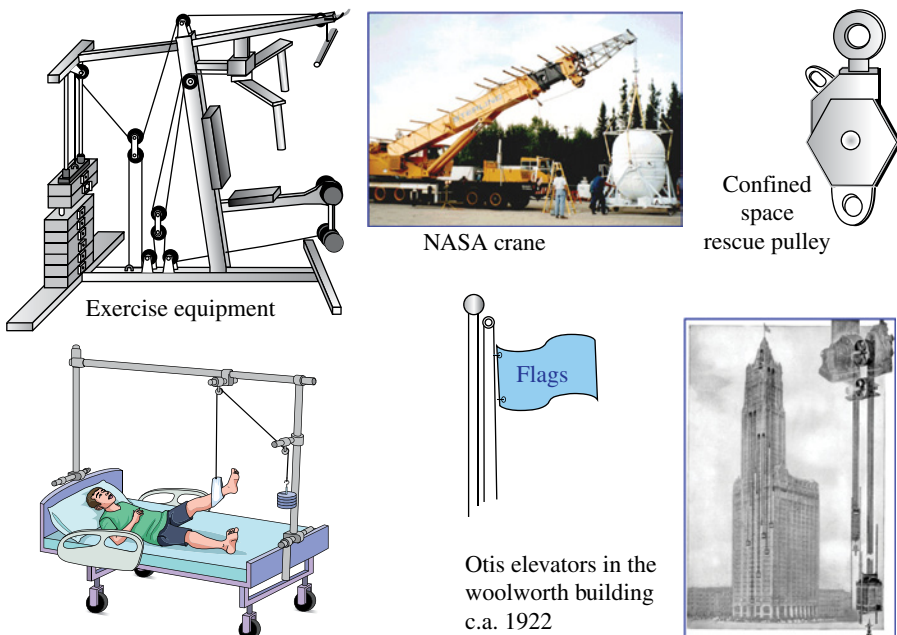 Exercise equipment
NASA crane
Confined
space
rescue pulley
Flags
Otis elevators in the
woolworth building
c.a. 1922